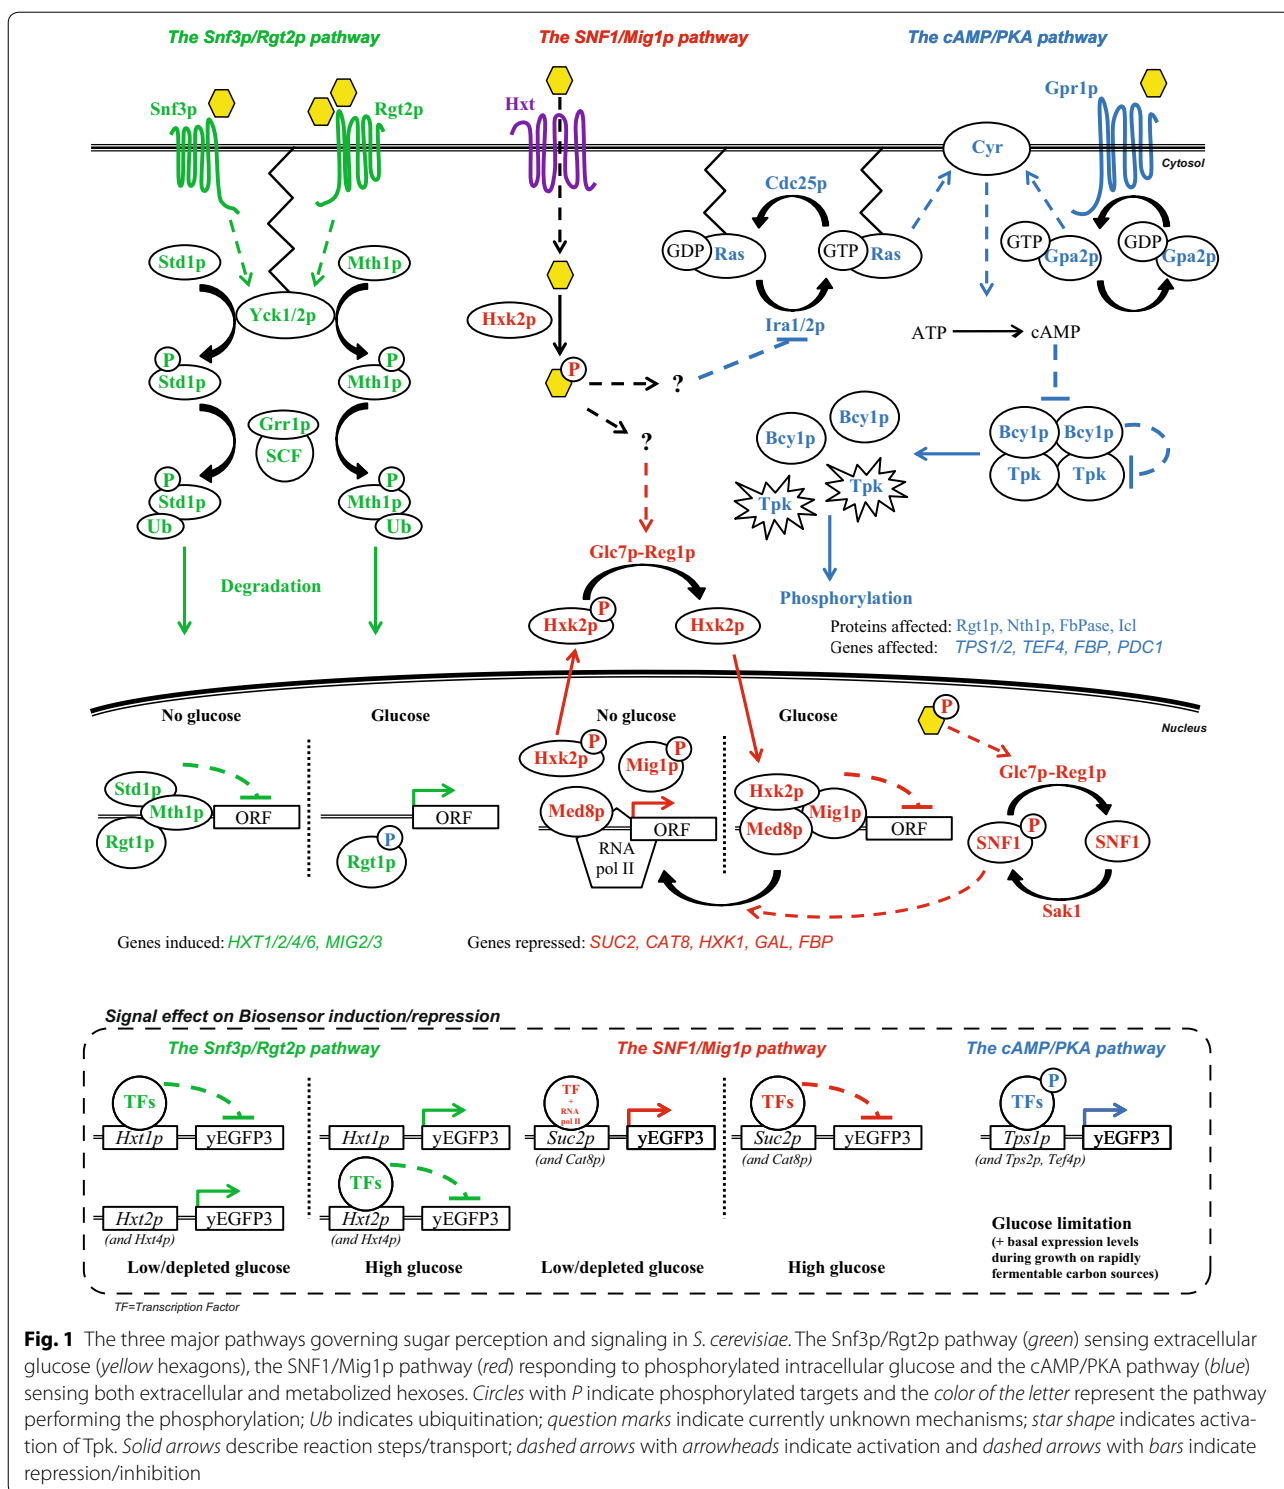 The Snf3p/Rgt2p pathway
The SNF1/Mig1p pathway
The cAMP/PKA pathway
Snf3p
Rgt2p
Hxt
Gpr1p
Cyr
Cytosol
Cdc25p
GDP
Ras
GTP
Ras
GTP
Gpa2p
GDP
Gpa2p
Std1p
Mth1p
Yck1/2p
Hxk2p
Ira1/2p
ATP
cAMP
P
Std1p
P
Mth1p
P
?
Grr1p
SCF
?
Bcy1p
Bcy1p
Bcy1p
Bcy1p
Tpk
Tpk
Tpk
Tpk
P
Std1p
Ub
P
Mth1p
Ub
Degradation
Glc7p-Reg1p
Hxk2p
P
Hxk2p
Phosphorylation
Proteins affected: Rgt1p, Nth1p, FbPase, Icl
Genes affected: TPS1/2, TEF4, FBP, PDC1
No glucose
Glucose
No glucose
Glucose
Nucleus
P
Hxk2p
P
Mig1p
P
Glc7p-Reg1p
Std1p
Mth1p
Rgt1p
ORF
ORF
P
Rgt1p
Med8p
ORF
RNA
pol II
Hxk2p
Mig1p
Med8p
ORF
SNF1
P
SNF1
Sak1
Genes induced: HXT1/2/4/6, MIG2/3
Genes repressed: SUC2, CAT8, HXK1, GAL, FBP
Signal effect on Biosensor induction/repression
The Snf3p/Rgt2p pathway
The SNF1/Mig1p pathway
The cAMP/PKA pathway
TFs
Hxt1p
yEGFP3
Hxt1p
yEGFP3
TF
+
RNA
pol II
Suc2p
yEGFP3
(and Cat8p)
TFs
Suc2p
yEGFP3
(and Cat8p)
P
TFs
Tps1p
yEGFP3
(and Tps2p, Tef4p)
Hxt2p
yEGFP3
(and Hxt4p)
TFs
Hxt2p
yEGFP3
(and Hxt4p)
Glucose limitation
(+ basal expression levels
during growth on rapidly
fermentable carbon sources)
Low/depleted glucose
High glucose
Low/depleted glucose
High glucose
TF=Transcription Factor
Fig. 1 The three major pathways governing sugar perception and signaling in S. cerevisiae. The Snf3p/Rgt2p pathway (green) sensing extracellular
glucose (yellow hexagons), the SNF1/Mig1p pathway (red) responding to phosphorylated intracellular glucose and the cAMP/PKA pathway (blue)
sensing both extracellular and metabolized hexoses. Circles with P indicate phosphorylated targets and the color of the letter represent the pathway
performing the phosphorylation; Ub indicates ubiquitination; question marks indicate currently unknown mechanisms; star shape indicates activa-
tion of Tpk. Solid arrows describe reaction steps/transport; dashed arrows with arrowheads indicate activation and dashed arrows with bars indicate
repression/inhibition